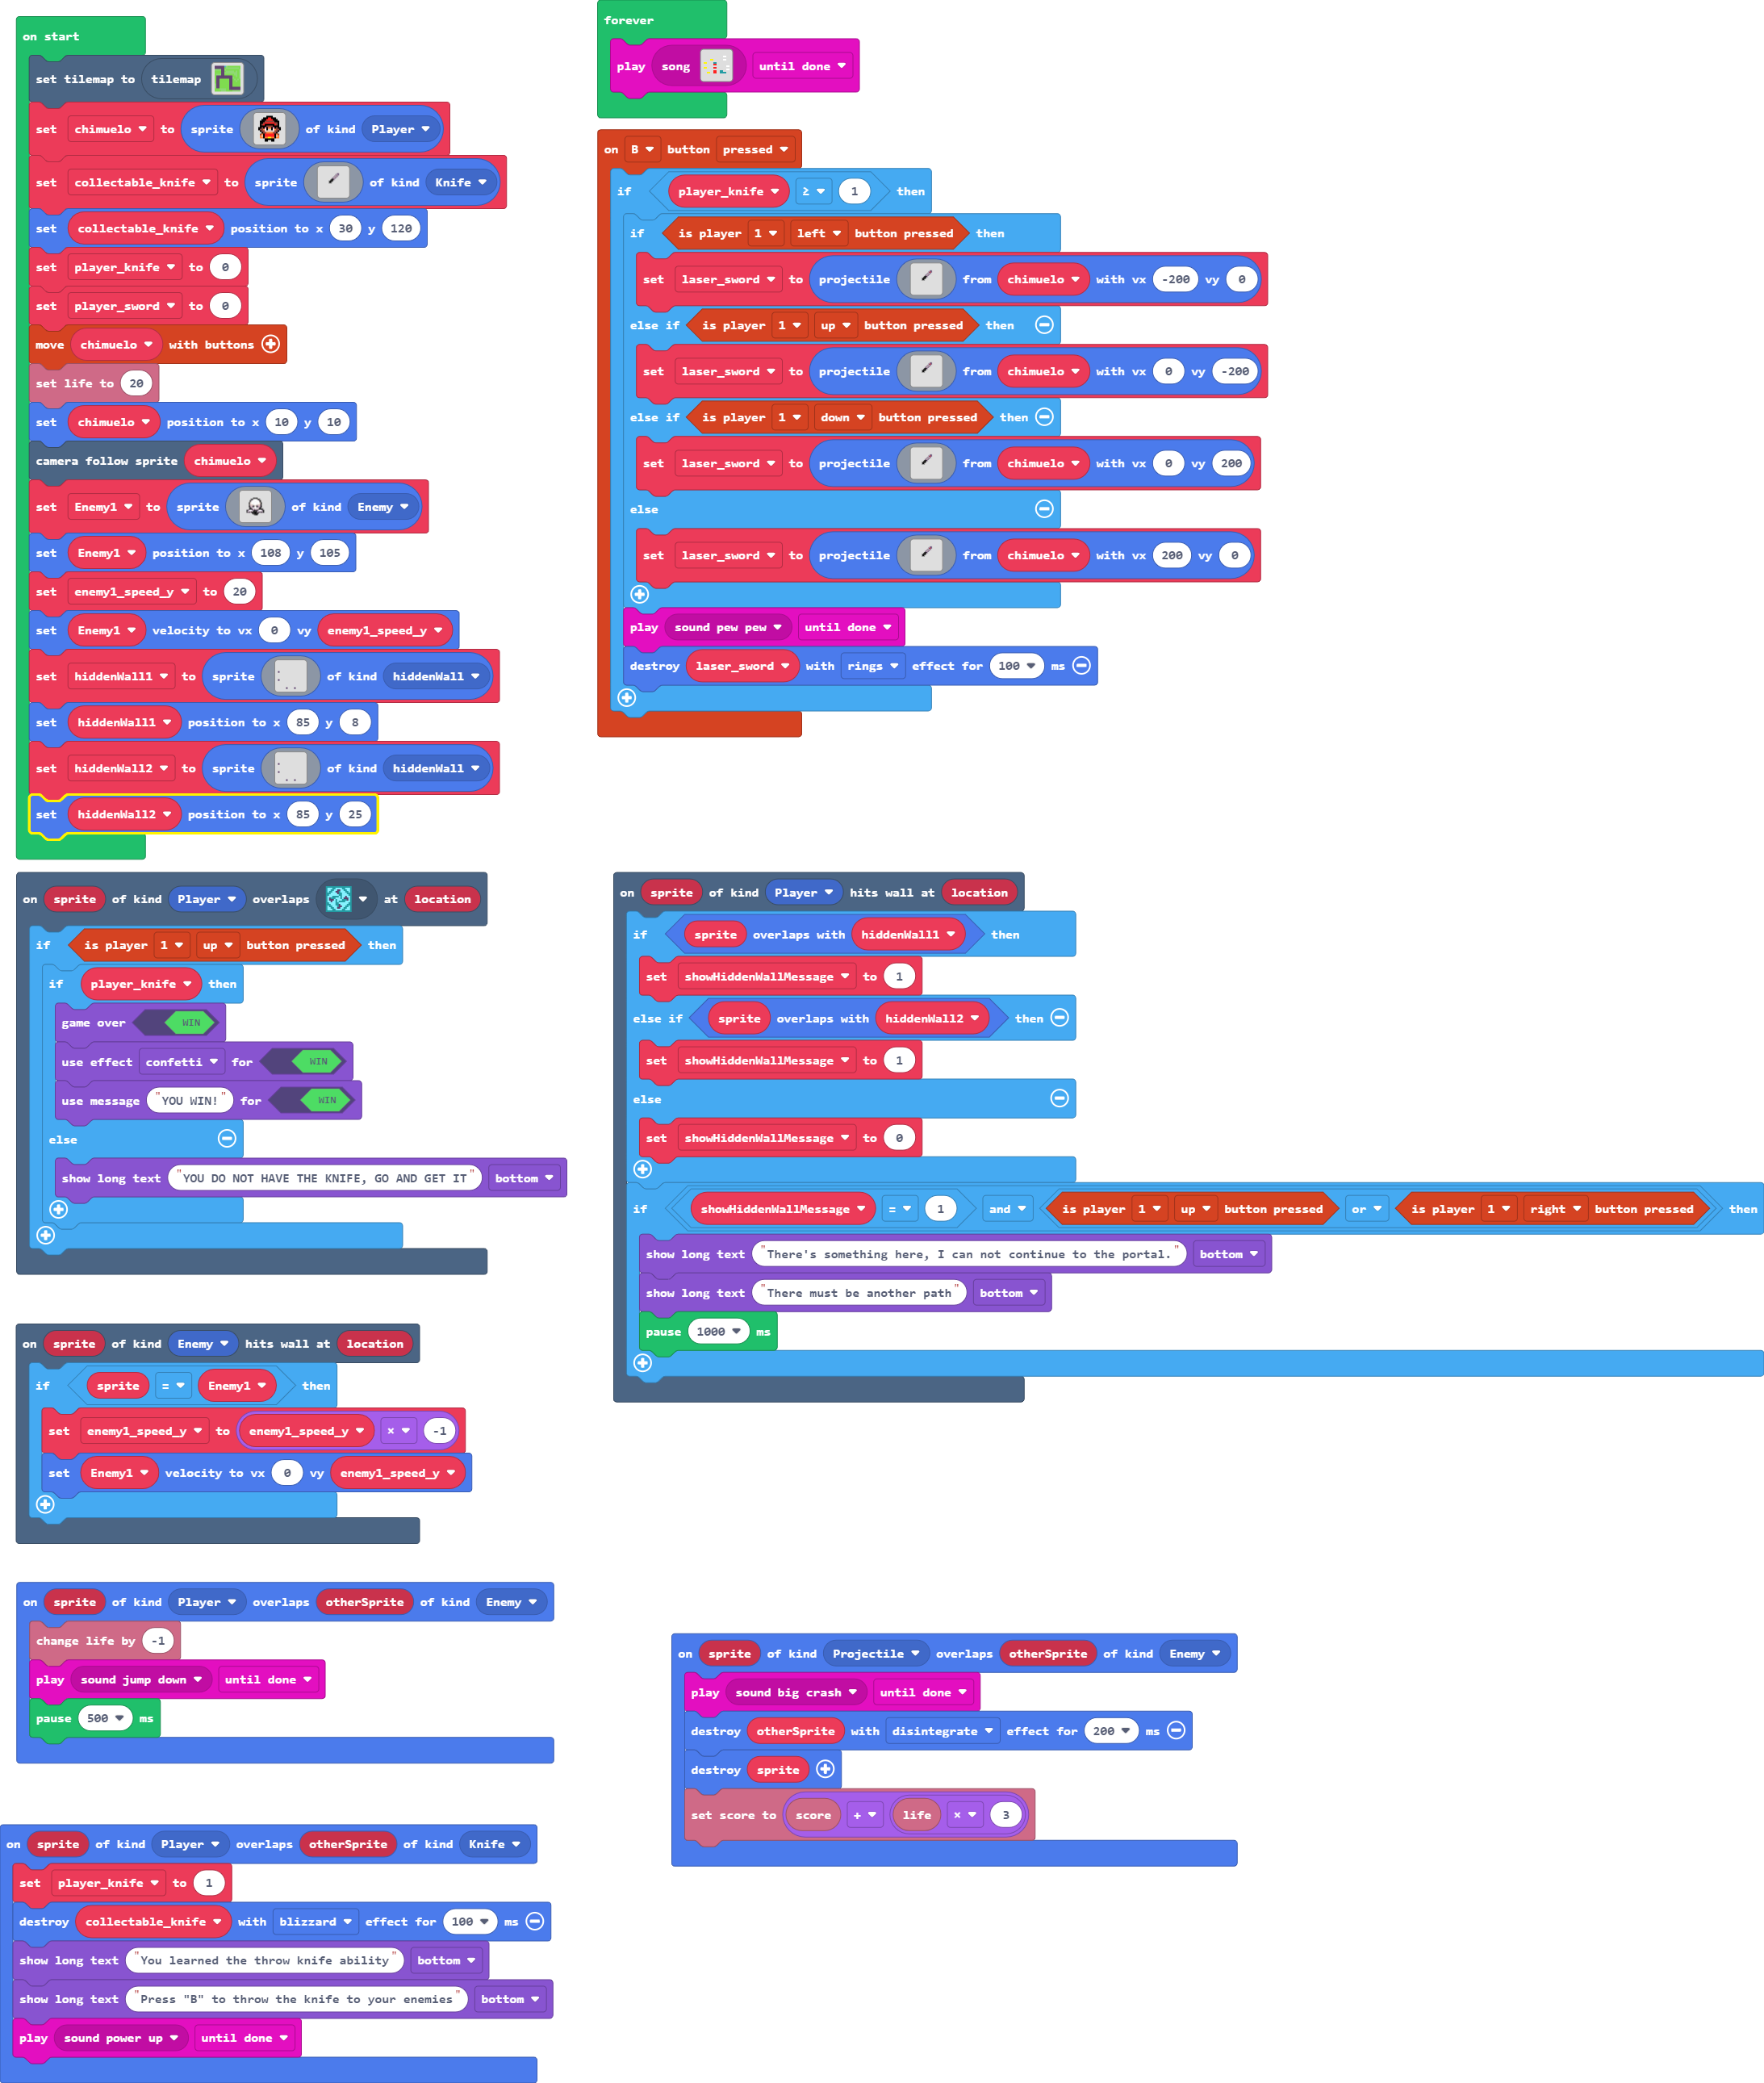 on start
set tilemap to tilemap
set chimuelo to sprite of kind Player
set collectable_knife to sprite of kind Knife
set collectable_knife position to x 30 y 120
set player_knife to 0
set player_sword to 0
move chimuelo with buttons
set life to 20
set chimuelo position to x 10 y 10
camera follow sprite chimuelo
set Enemy1 to sprite of kind Enemy
set Enemy1 position to x 108 y 105
set enemy1_speed_y to 20
set Enemy1 velocity to vx 0 vy enemy1_speed_y
set hiddenWall1 to sprite of kind hiddenWall
set hiddenWall1 position to x 85 y 8
set hiddenWall2 to sprite of kind hiddenWall
set hiddenWall2 position to x 85 y 25
forever
play song until done
on B button pressed
if player_knife ≥ 1 then
if is player 1 left button pressed then
set laser_sword to projectile from chimuelo with vx -200 vy 0
else if is player 1 up button pressed then
set laser_sword to projectile from chimuelo with vx 0 vy -200
else if is player 1 down button pressed then
set laser_sword to projectile from chimuelo with vx 0 vy 200
else
set laser_sword to projectile from chimuelo with vx 200 vy 0
play sound pew pew until done
destroy laser_sword with rings effect for 100 ms
on sprite of kind Player overlaps at location
if is player 1 up button pressed then
if player_knife then
game over WIN
use effect confetti for WIN
use message "YOU WIN!" for WIN
else
show long text "YOU DO NOT HAVE THE KNIFE, GO AND GET IT" bottom
on sprite of kind Player hits wall at location
if sprite overlaps with hiddenWall1 then
set showHiddenWallMessage to 1
else if sprite overlaps with hiddenWall2 then
set showHiddenWallMessage to 1
else
set showHiddenWallMessage to 0
if showHiddenWallMessage = 1 and is player 1 up button pressed or is player 1 right button pressed then
show long text "There's something here, I can not continue to the portal." bottom
show long text "There must be another path" bottom
pause 1000 ms
on sprite of kind Enemy hits wall at location
if sprite = Enemy1 then
set enemy1_speed_y to enemy1_speed_y × -1
set Enemy1 velocity to vx 0 vy enemy1_speed_y
on sprite of kind Player overlaps otherSprite of kind Enemy
change life by -1
play sound jump down until done
pause 500 ms
on sprite of kind Projectile overlaps otherSprite of kind Enemy
play sound big crash until done
destroy otherSprite with disintegrate effect for 200 ms
destroy sprite
set score to score + life × 3
on sprite of kind Player overlaps otherSprite of kind Knife
set player_knife to 1
destroy collectable_knife with blizzard effect for 100 ms
show long text "You learned the throw knife ability" bottom
show long text "Press "B" to throw the knife to your enemies" bottom
play sound power up until done